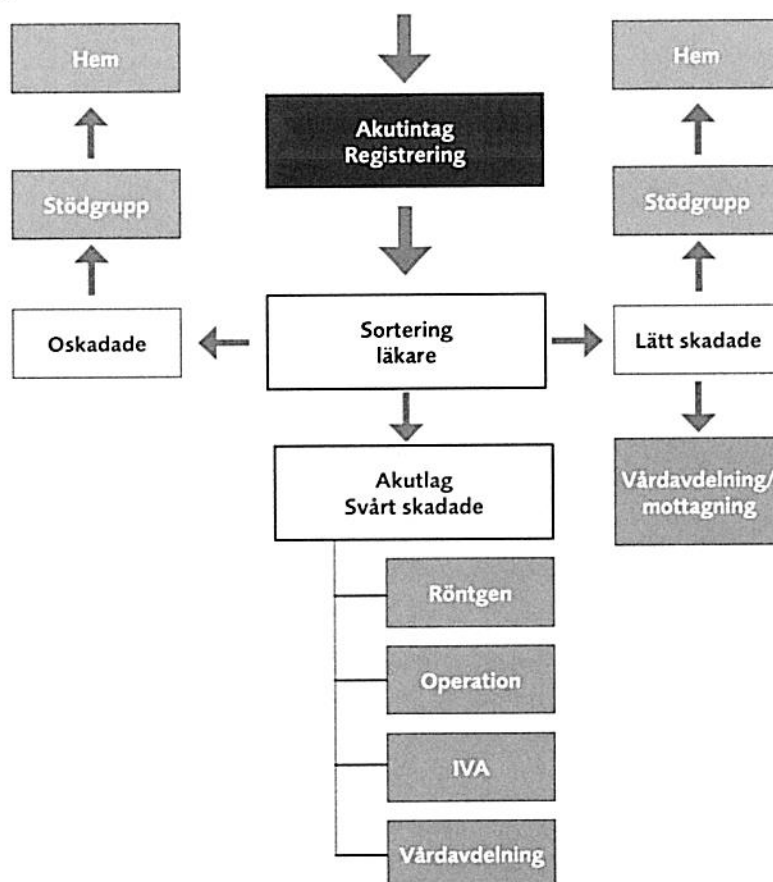 Hem
Hem
Akutintag
Registrering
Stödgrupp
Stödgrupp
Oskadade
Sortering
läkare
Lätt skadade
Akutlag
Svårt skadade
Vårdavdelning/
mottagning
Röntgen
Operation
IVA
Vårdavdelning